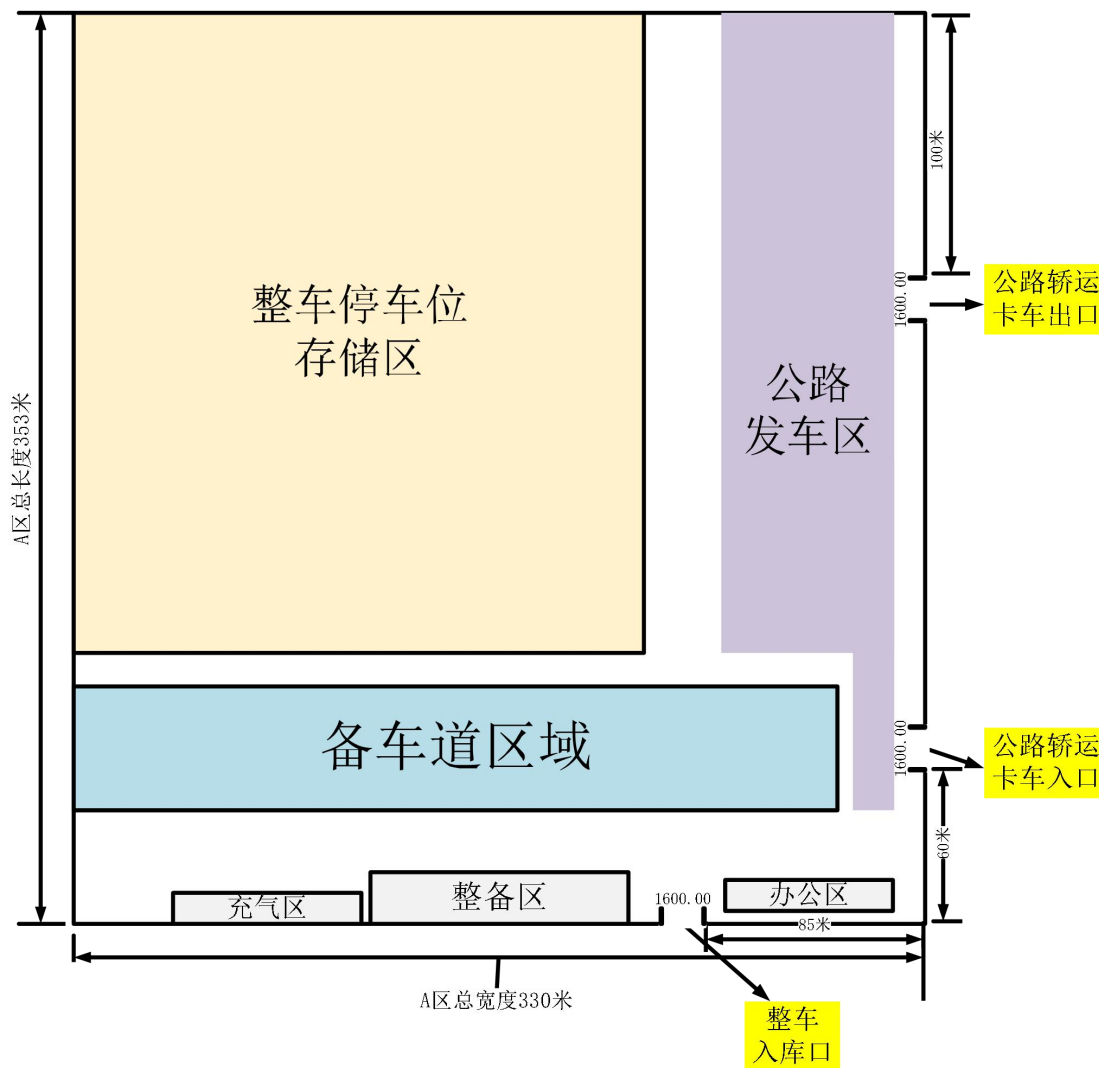 100米
1600.00
公路轿运
卡车出口
整车停车位
存储区
公路
发车区
A区总长度353米
1600.00
公路轿运
卡车入口
备车道区域
60米
充气区
整备区
1600.00
办公区
85米
A区总宽度330米
整车
入库口